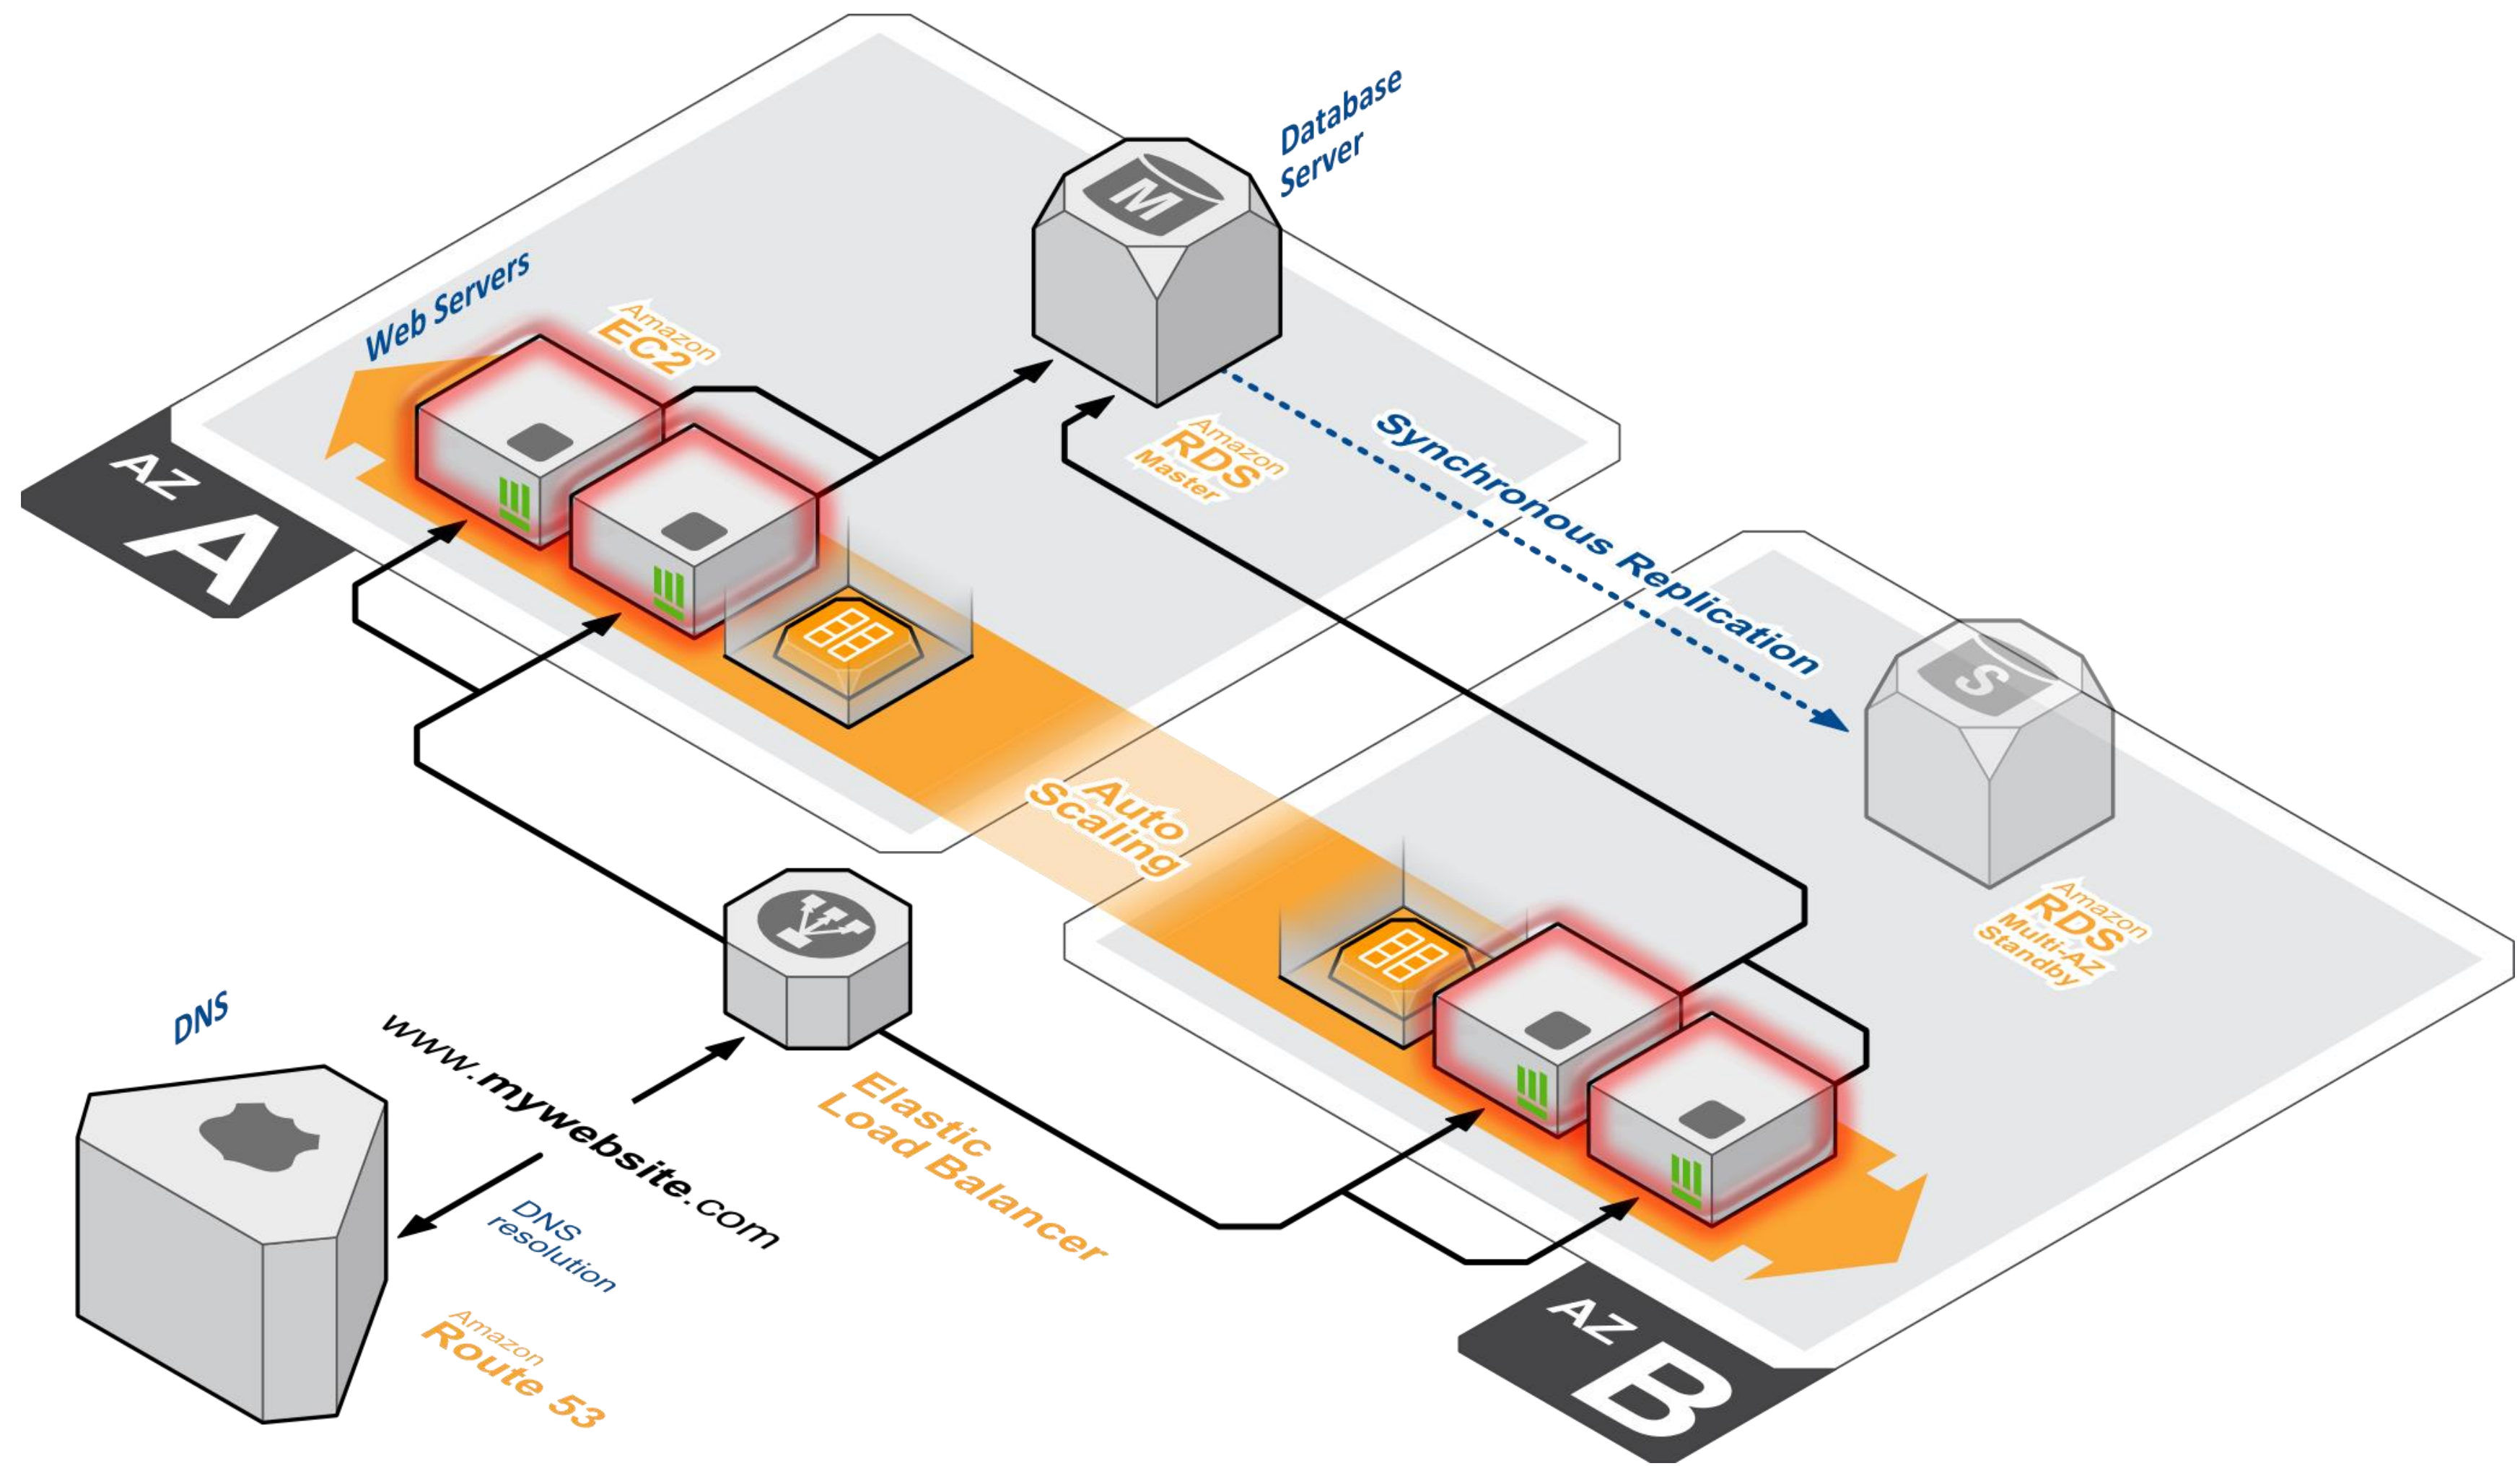 Database
Server
Web Servers
Amazon
EC2
M
AZ
A
Amazon
RDS
Master
Synchronous Replication
S
Auto
Scaling
Amazon
RDS
Multi-AZ
Standby
DNS
www.mywebsite.com
Elastic
Load Balancer
DNS
resolution
Amazon
Route 53
AZ
B